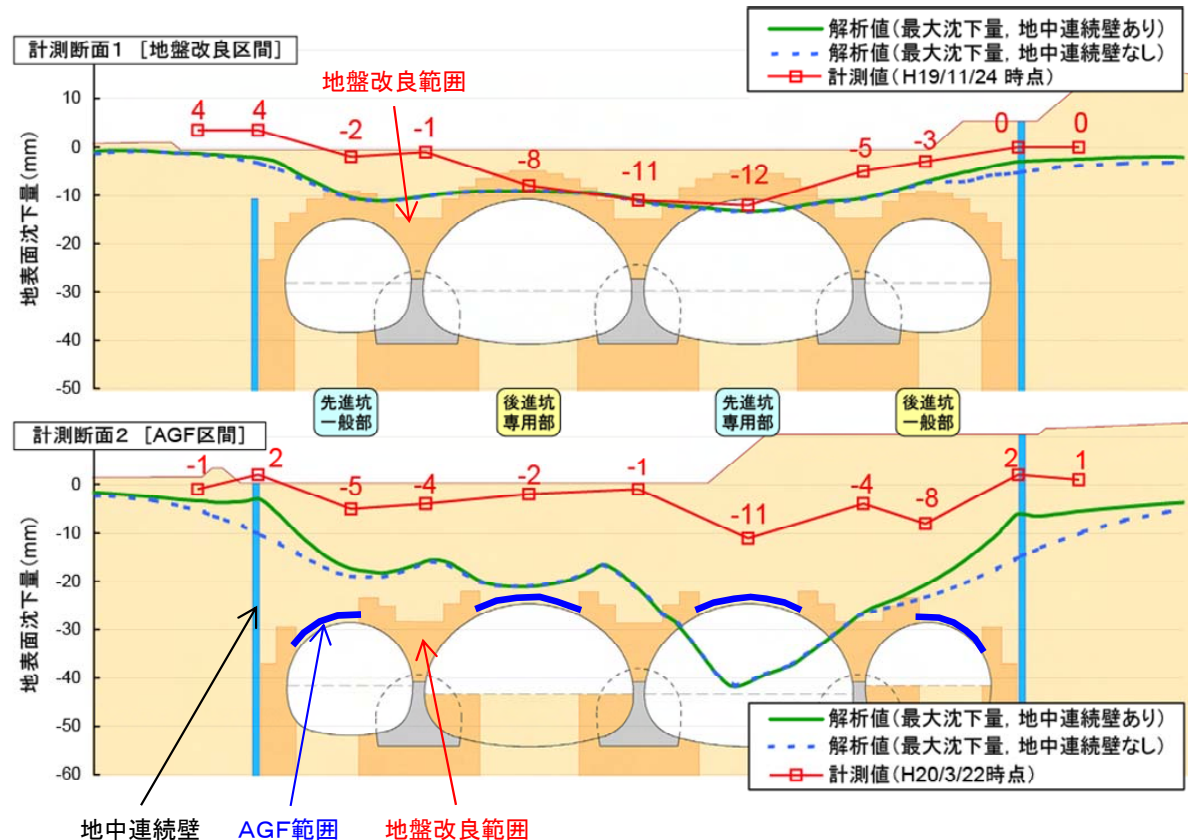 計測断面1 [地盤改良区間]
解析値(最大沈下量, 地中連続壁あり)
解析値(最大沈下量, 地中連続壁なし)
計測値(H19/11/24 時点)
地盤改良範囲
地表面沈下量(mm)
10
0
-10
-20
-30
-40
-50
4 4 -2 -1 -8 -11 -12 -5 -3 0 0
先進坑
一般部
後進坑
専用部
先進坑
専用部
後進坑
一般部
計測断面2 [AGF区間]
地表面沈下量(mm)
0
-10
-20
-30
-40
-50
-60
-1 2 -5 -4 -2 -1 -11 -4 -8 2 1
解析値(最大沈下量, 地中連続壁あり)
解析値(最大沈下量, 地中連続壁なし)
計測値(H20/3/22時点)
地中連続壁 AGF範囲 地盤改良範囲